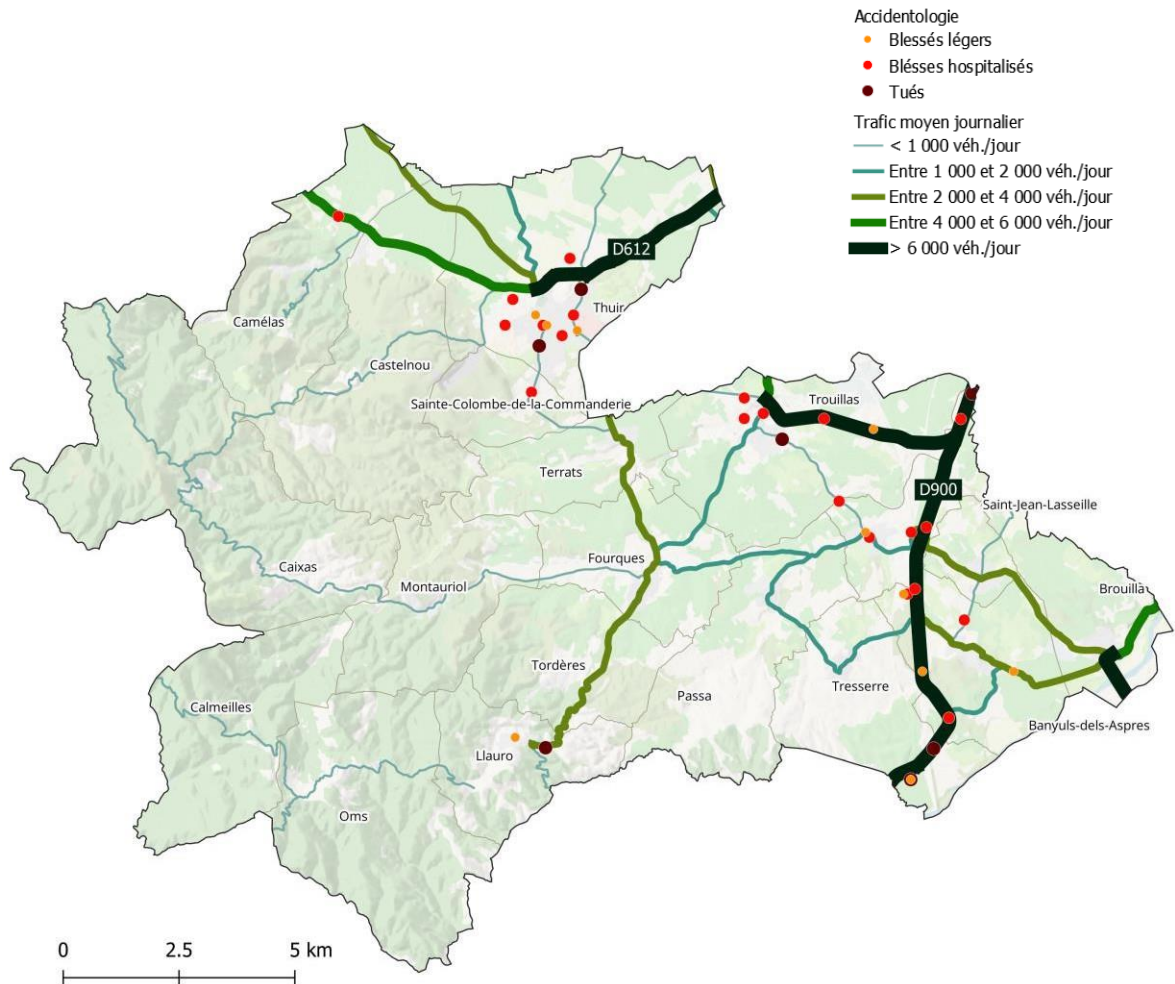 Accidentologie
Blessés légers
Blésses hospitalisés
Tués
Trafic moyen journalier
< 1 000 véh./jour
Entre 1 000 et 2 000 véh./jour
Entre 2 000 et 4 000 véh./jour
Entre 4 000 et 6 000 véh./jour
> 6 000 véh./jour
D612
Thuir
Camélas
Castelnou
Sainte-Colombe-de-la-Commanderie
Trouillas
Terrats
D900
Saint-Jean-Lasseille
Caixas
Fourques
Montauriol
Brouilla
Tordères
Passa
Tresserre
Calmeilles
Banyuls-dels-Aspres
Llauro
Oms
0 2.5 5 km